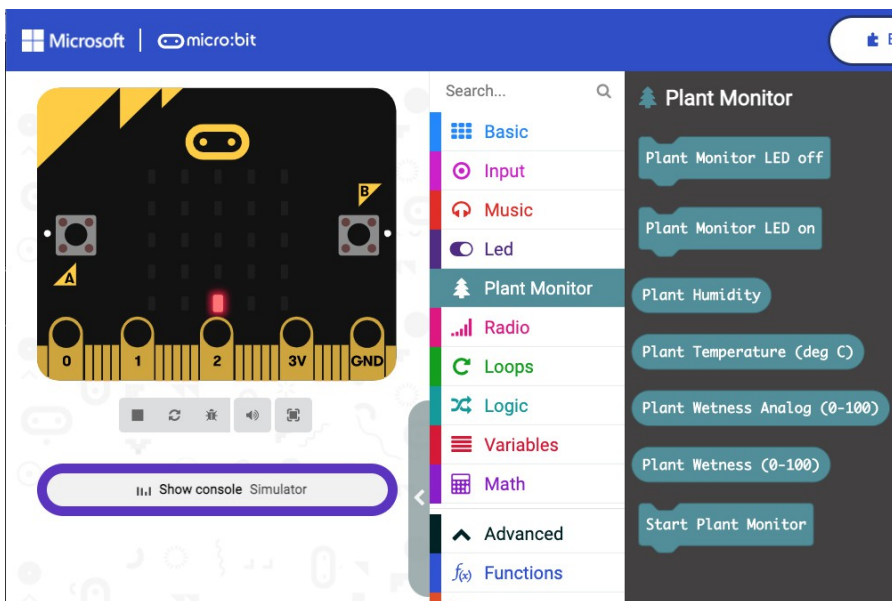 Microsoft | micro:bit
B
A
0 1 2 3V GND
Show console Simulator
Search...
Basic
Input
Music
Led
Plant Monitor
Radio
Loops
Logic
Variables
Math
Advanced
f(x) Functions
Plant Monitor
Plant Monitor LED off
Plant Monitor LED on
Plant Humidity
Plant Temperature (deg C)
Plant Wetness Analog (0-100)
Plant Wetness (0-100)
Start Plant Monitor